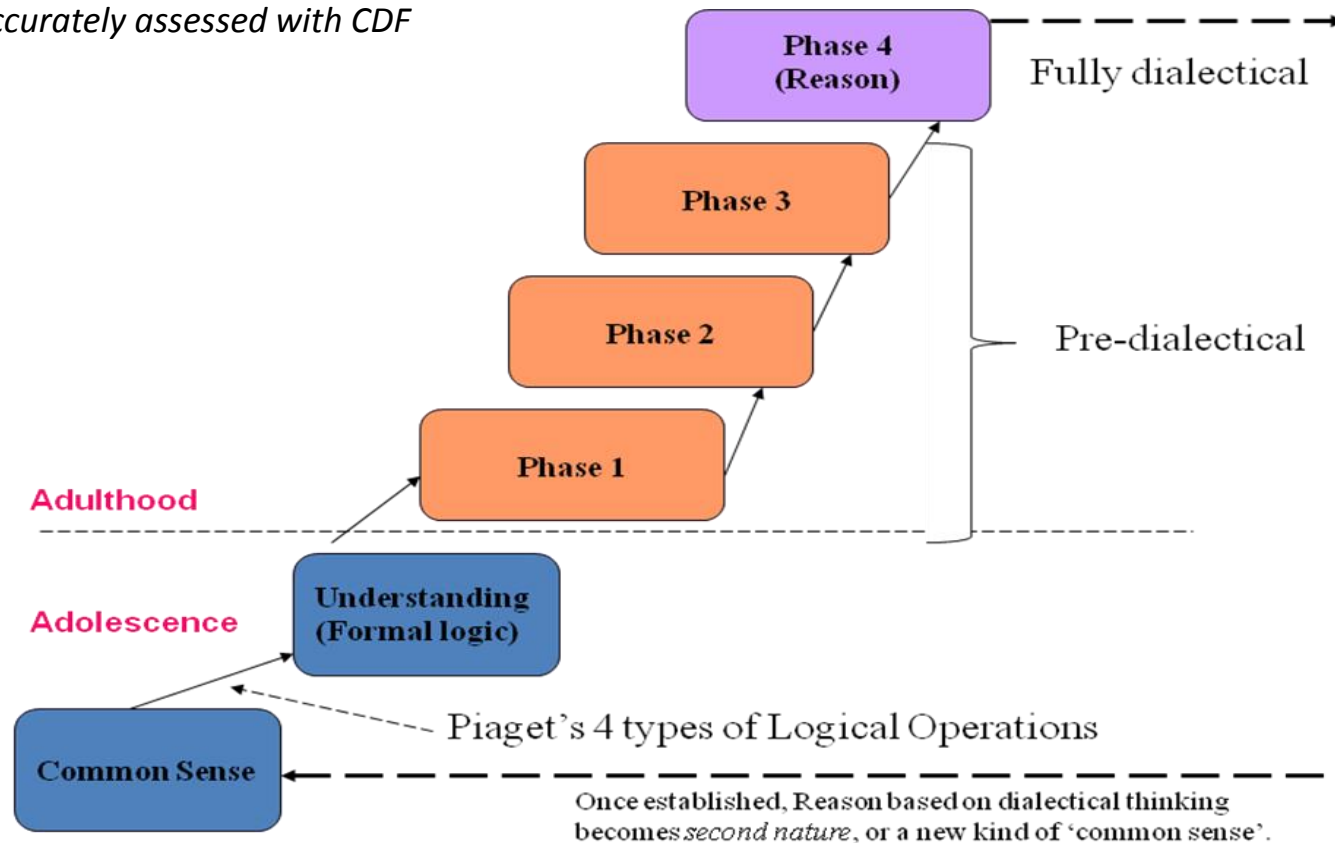 ccurately assessed with CDF
Phase 4
(Reason)
Fully dialectical
Phase 3
Phase 2
Pre-dialectical
Phase 1
Adulthood
Understanding
(Formal logic)
Adolescence
Piaget's 4 types of Logical Operations
Common Sense
Once established, Reason based on dialectical thinking
becomes second nature, or a new kind of ‘common sense’.